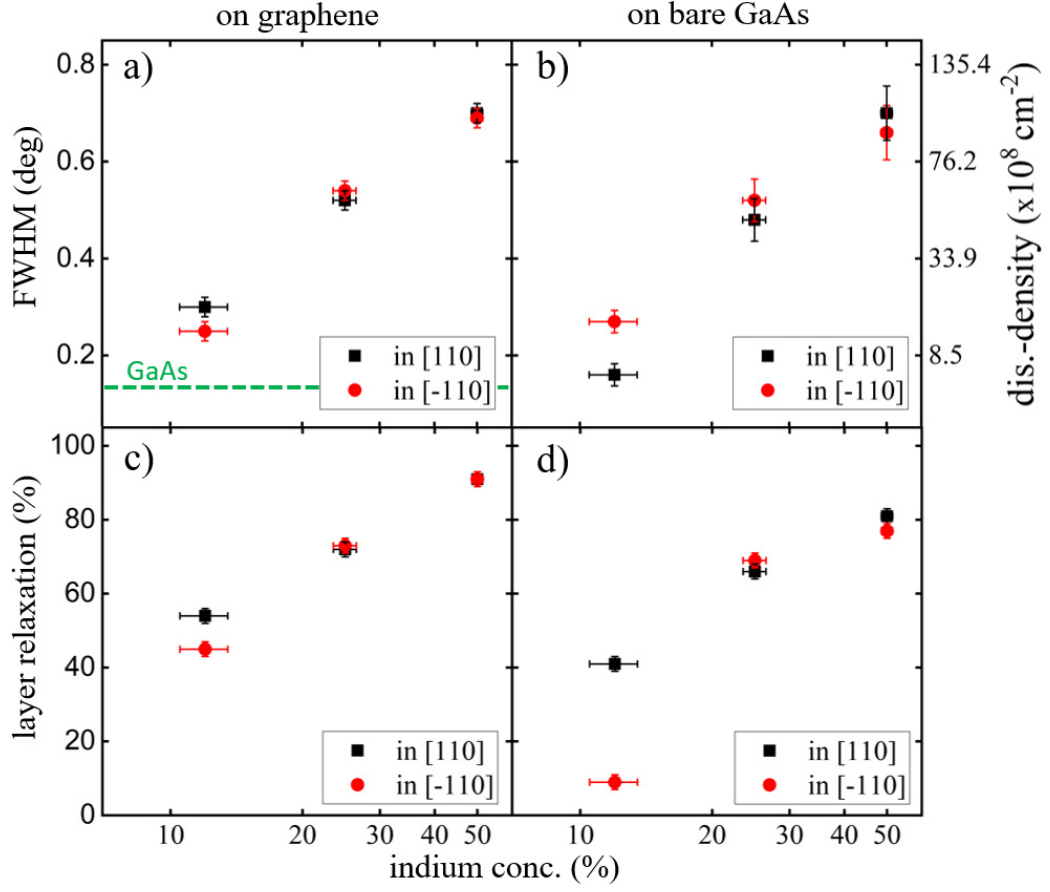 on graphene
on bare GaAs
a)
b)
0.8
0.6
0.4
0.2
FWHM (deg)
GaAs
in [110]
in [-110]
in [110]
in [-110]
135.4
76.2
33.9
8.5
dis.-density (x10⁸ cm⁻²)
c)
d)
100
80
60
40
20
0
layer relaxation (%)
in [110]
in [-110]
in [110]
in [-110]
10 20 30 40 50 10 20 30 40 50
indium conc. (%)